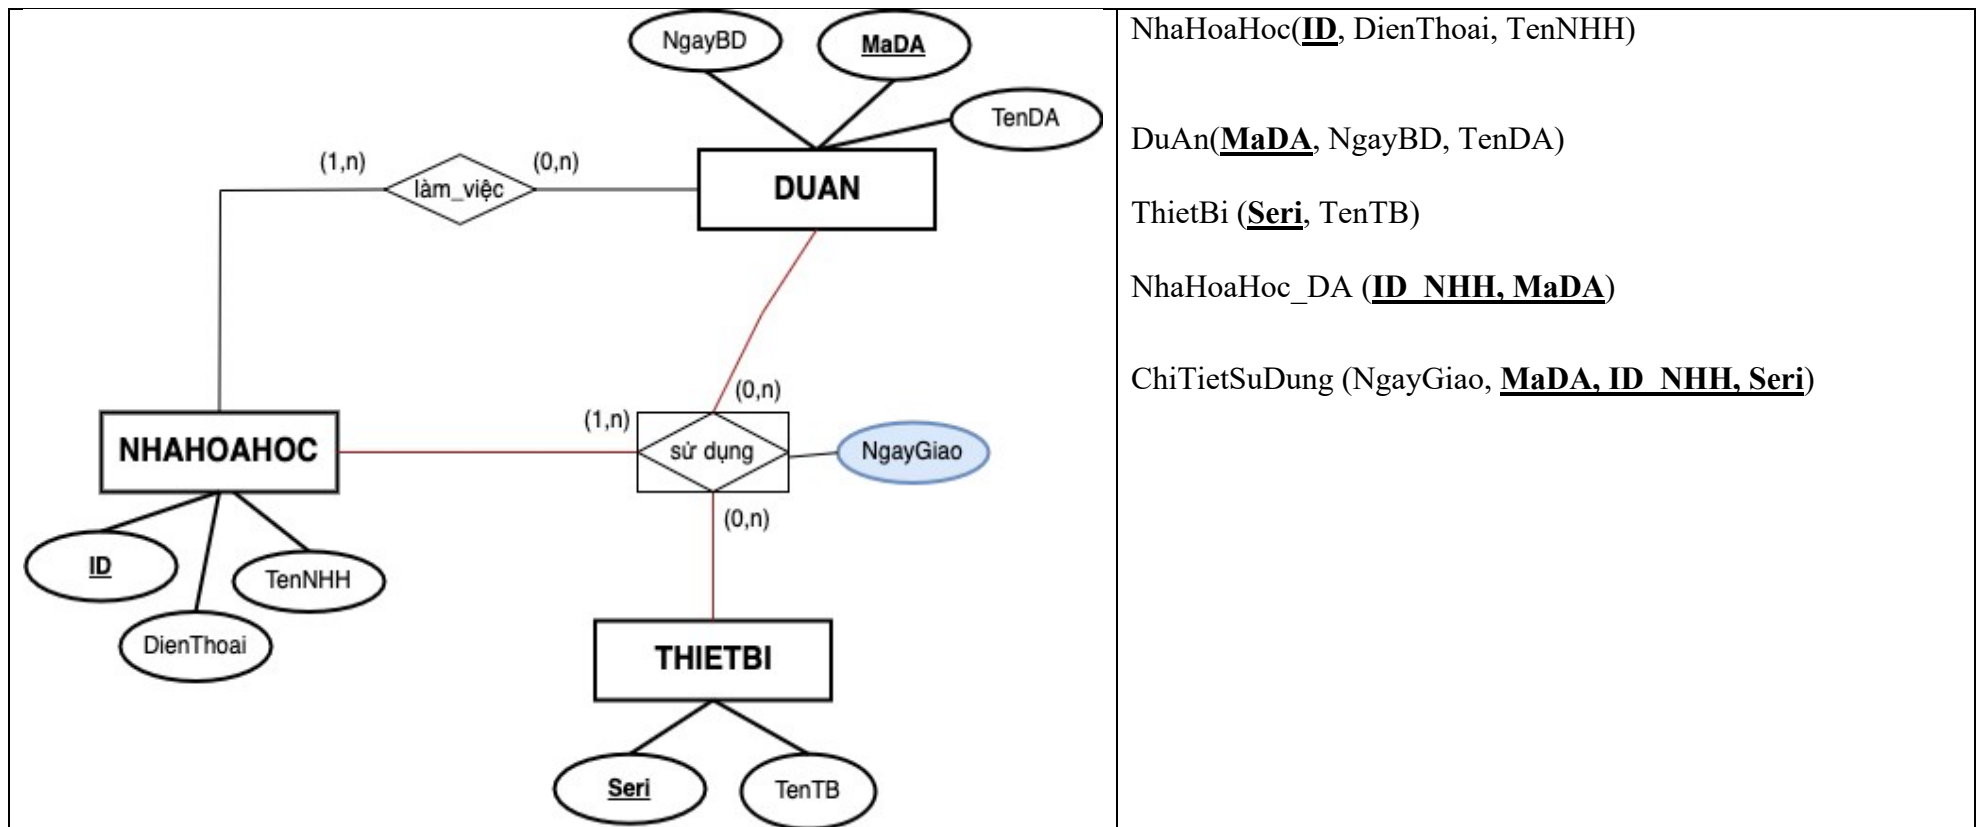 NgayBD
MaDA
TenDA
(1,n)
làm_việc
(0,n)
DUAN
(0,n)
(1,n)
NHAHOAHOC
sử dụng
NgayGiao
(0,n)
ID
TenNHH
DienThoai
THIETBI
Seri
TenTB
NhaHoaHoc(ID, DienThoai, TenNHH)
DuAn(MaDA, NgayBD, TenDA)
ThietBi (Seri, TenTB)
NhaHoaHoc_DA (ID_NHH, MaDA)
ChiTietSuDung (NgayGiao, MaDA, ID_NHH, Seri)